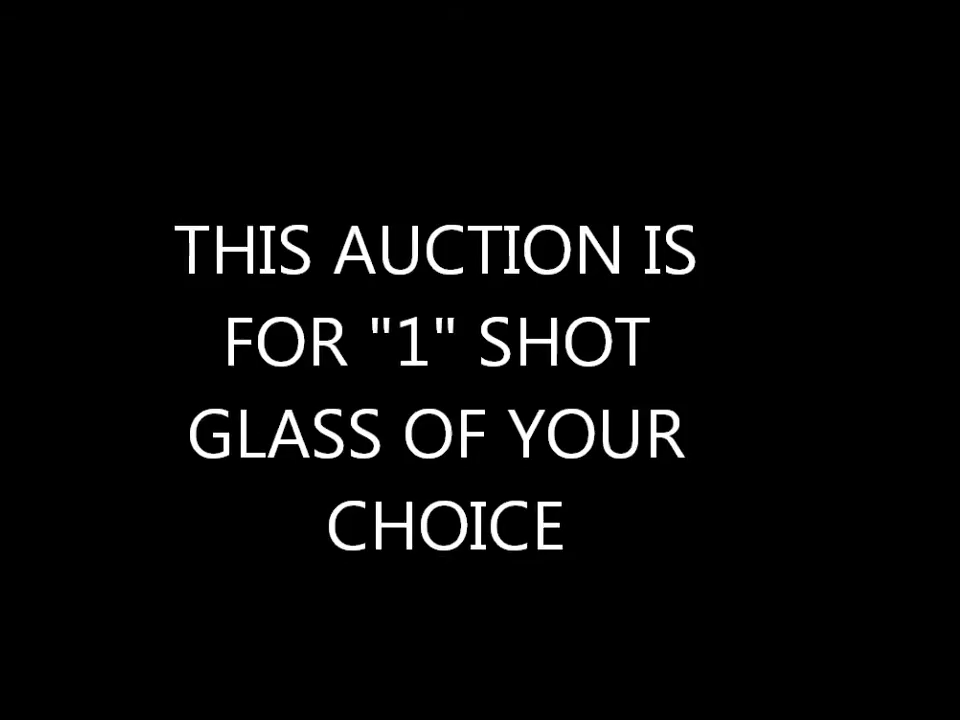 THIS AUCTION IS
FOR "1" SHOT
GLASS OF YOUR
CHOICE